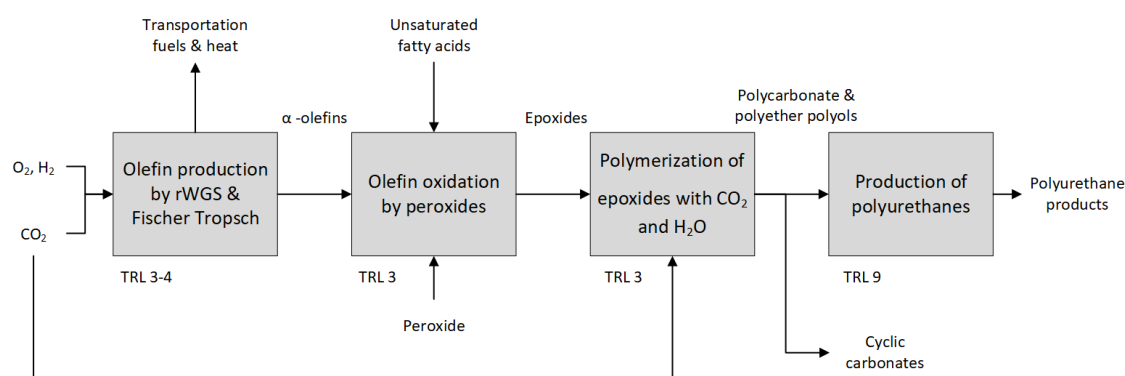 Transportation
fuels & heat
Unsaturated
fatty acids
α -olefins
Epoxides
Polycarbonate &
polyether polyols
O₂, H₂
CO₂
Olefin production
by rWGS &
Fischer Tropsch
Olefin oxidation
by peroxides
Polymerization of
epoxides with CO₂
and H₂O
Production of
polyurethanes
Polyurethane
products
TRL 3-4
TRL 3
TRL 3
TRL 9
Peroxide
Cyclic
carbonates